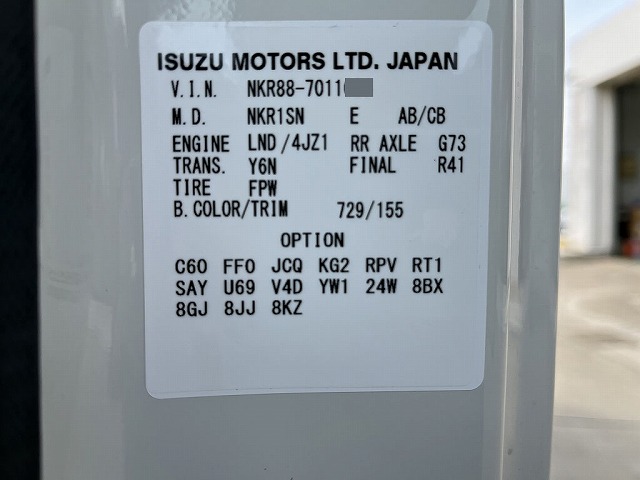 ISUZU MOTORS LTD. JAPAN
V.I.N. NKR88-7011
M.D. NKR1SN E AB/CB
ENGINE LND/4JZ1 RR AXLE G73
TRANS. Y6N FINAL R41
TIRE FPW
B.COLOR/TRIM 729/155
OPTION
C60 FF0 JCQ KG2 RPV RT1
SAY U69 V4D YW1 24W 8BX
8GJ 8JJ 8KZ